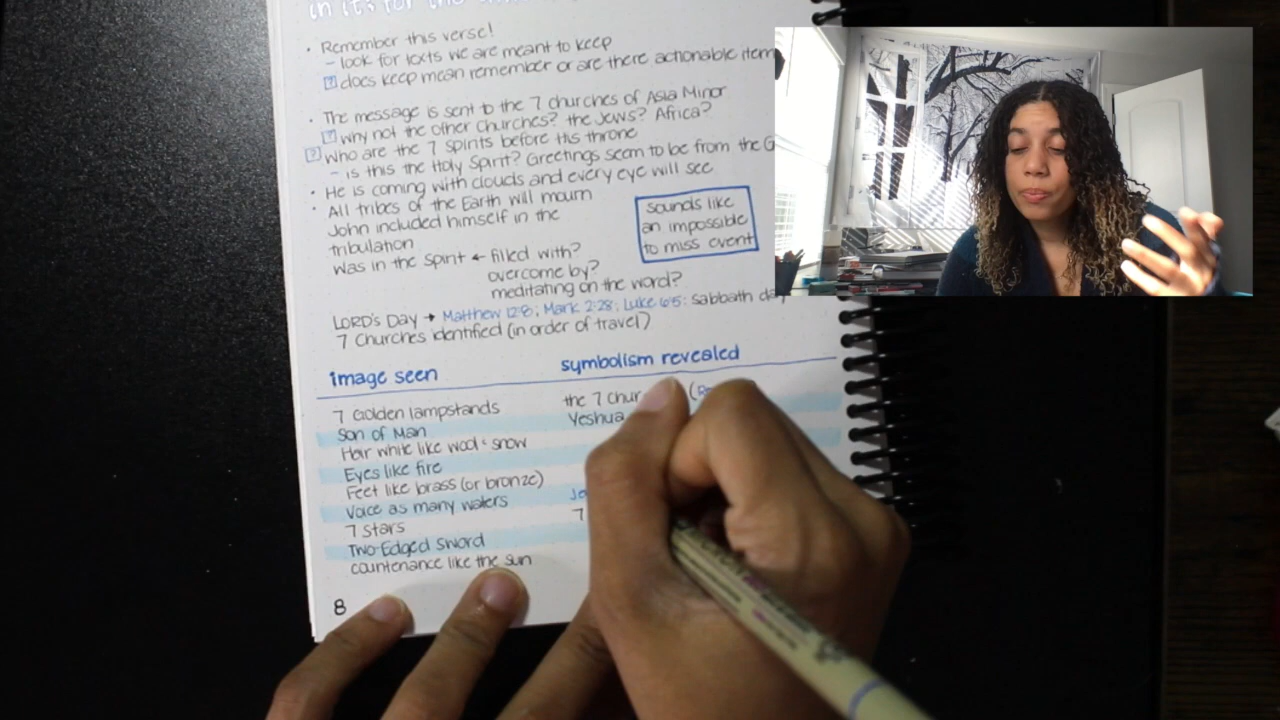 in it, for the
• Remember this verse!
- look for texts we are meant to keep
? does keep mean remember or are there actionable item
• The message is sent to the 7 churches of Asia Minor
? why not the other churches? the Jews? Africa?
? Who are the 7 spirits before His throne
- is this the Holy Spirit? Greetings seem to be from the G
• He is coming with clouds and every eye will see
• All tribes of the Earth will mourn
John included himself in the
tribulation
sounds like
an impossible
to miss event
Was in the Spirit ← filled with?
overcome by?
meditating on the word?
LORD's Day → Matthew 12:8; Mark 2:28; Luke 6:5: Sabbath da
7 Churches identified (in order of travel)
image seen symbolism revealed
7 Golden lampstands the 7 chur (
Son of Man Yeshua
Hair white like wool & snow
Eyes like fire
Feet like brass (or bronze)
Voice as many waters
7 stars 7
Two-Edged Sword
countenance like the sun
8